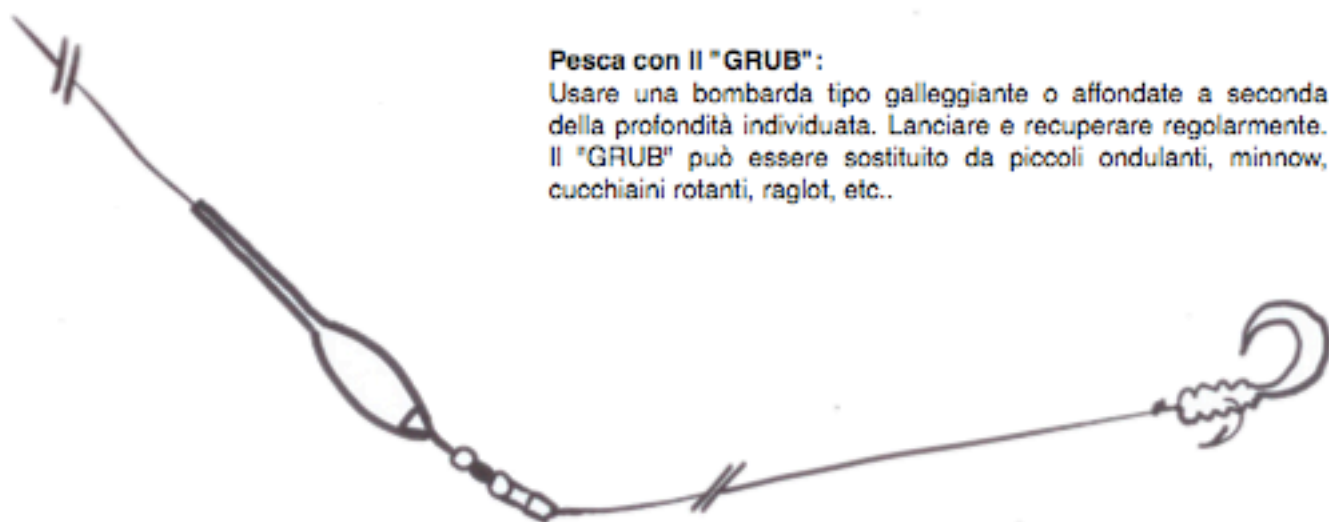 Pesca con Il "GRUB":
Usare una bombarda tipo galleggiante o affondate a seconda
della profondità individuata. Lanciare e recuperare regolarmente.
Il "GRUB" può essere sostituito da piccoli ondulanti, minnow,
cucchiaini rotanti, raglot, etc..